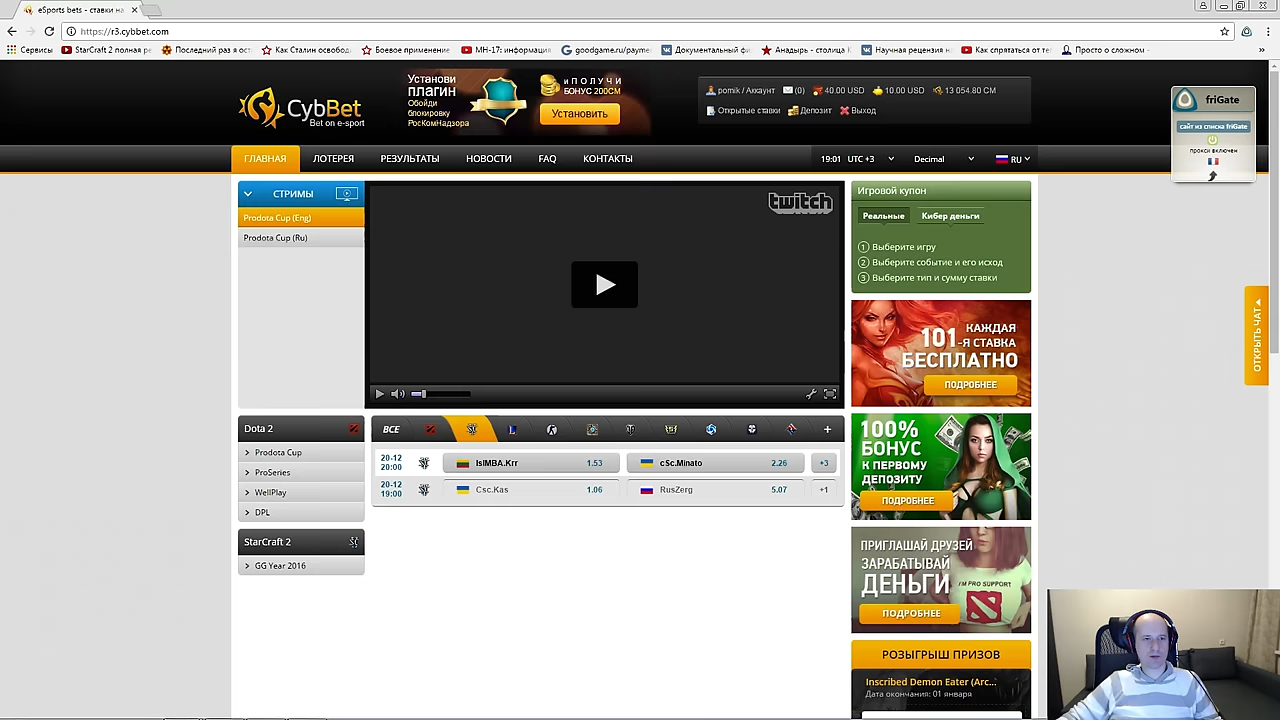 eSports bets - ставки на
https://r3.cybbet.com
Сервисы
StarCraft 2 полная ре
Последний раз я ост
Как Сталин освобод
Боевое применение
MH-17: информация
goodgame.ru/payme
Документальный фи
Анадырь - столица К
Научная рецензия н
Как спрятаться от те
Просто о сложном -
CybBet
Bet on e-sport
Установи
плагин
Обойди
блокировку
РосКомНадзора
и ПОЛУЧИ
БОНУС 200CM
Установить
pomik / Аккаунт (0) 40.00 USD 10.00 USD 13 054.80 CM
Открытые ставки Депозит Выход
friGate
сайт из списка friGate
прокси включен
ГЛАВНАЯ ЛОТЕРЕЯ РЕЗУЛЬТАТЫ НОВОСТИ FAQ КОНТАКТЫ
19:01 UTC +3 Decimal RU
СТРИМЫ
Prodota Cup (Eng)
Prodota Cup (Ru)
twitch
Игровой купон
Реальные Кибер деньги
1 Выберите игру
2 Выберите событие и его исход
3 Выберите тип и сумму ставки
ОТКРЫТЬ ЧАТ
КАЖДАЯ
101-Я СТАВКА
БЕСПЛАТНО
ПОДРОБНЕЕ
Dota 2
Prodota Cup
ProSeries
WellPlay
DPL
StarCraft 2
GG Year 2016
ВСЕ +
20-12
20:00
IsIMBA.Krr 1.53 cSc.Minato 2.26 +3
20-12
19:00
Csc.Kas 1.06 RusZerg 5.07 +1
100%
БОНУС
К ПЕРВОМУ
ДЕПОЗИТУ
ПОДРОБНЕЕ
ПРИГЛАШАЙ ДРУЗЕЙ
ЗАРАБАТЫВАЙ
ДЕНЬГИ
I'M PRO SUPPORT
ПОДРОБНЕЕ
РОЗЫГРЫШ ПРИЗОВ
Inscribed Demon Eater (Arc...
Дата окончания: 01 января